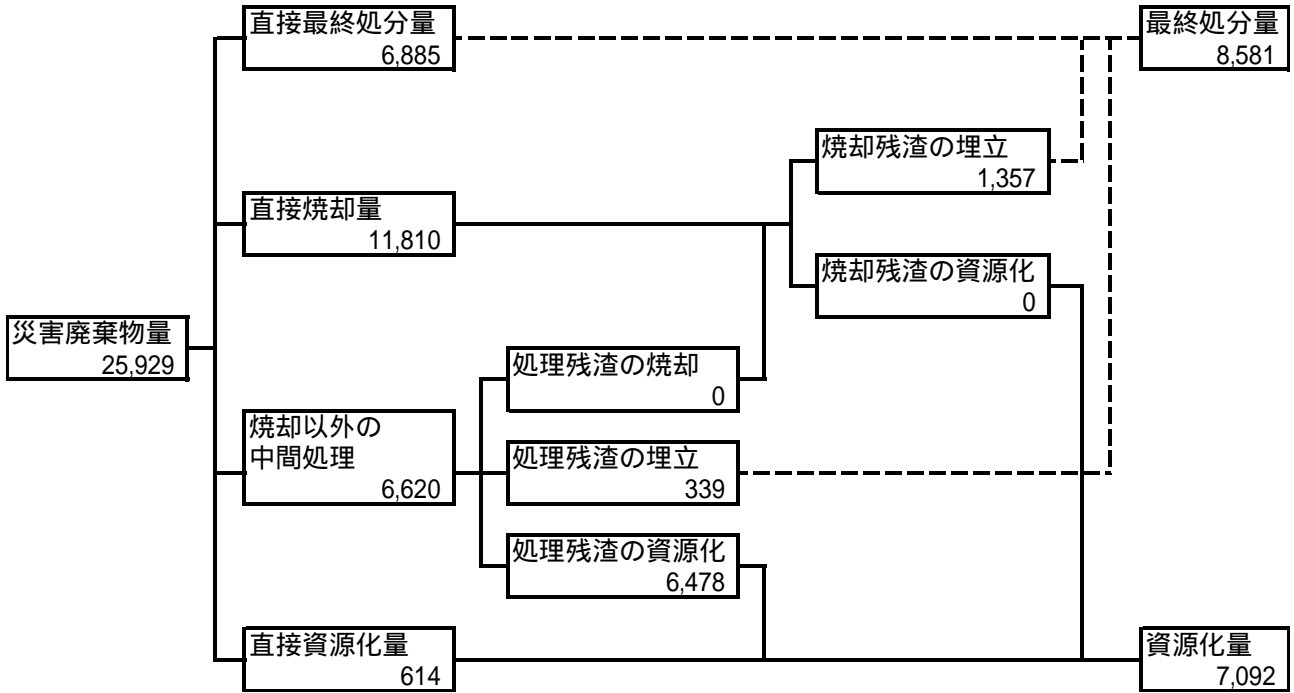 直接最終処分量
6,885
最終処分量
8,581
焼却残渣の埋立
1,357
直接焼却量
11,810
焼却残渣の資源化
0
災害廃棄物量
25,929
処理残渣の焼却
0
焼却以外の
中間処理
6,620
処理残渣の埋立
339
処理残渣の資源化
6,478
直接資源化量
614
資源化量
7,092